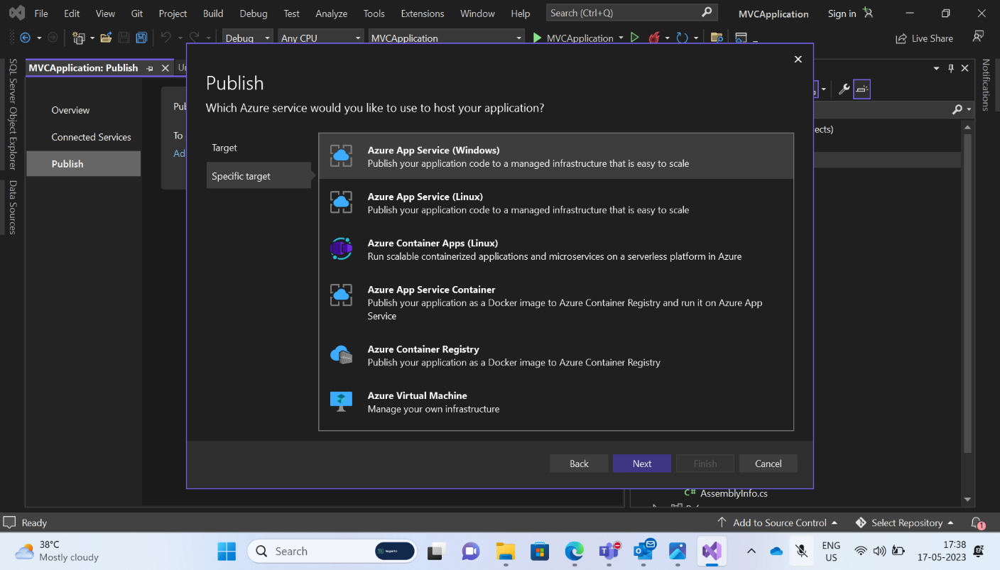 File Edit View Git Project Build Debug Test Analyze Tools Extensions Window Help Search (Ctrl+Q) MVCApplication Sign in
Debug Any CPU MVCApplication MVCApplication Live Share
SQL Server Object Explorer
Data Sources
MVCApplication: Publish
Overview
Connected Services
Publish
Pub
To
Ad
Publish
Which Azure service would you like to use to host your application?
Target
Specific target
Azure App Service (Windows)
Publish your application code to a managed infrastructure that is easy to scale
Azure App Service (Linux)
Publish your application code to a managed infrastructure that is easy to scale
Azure Container Apps (Linux)
Run scalable containerized applications and microservices on a serverless platform in Azure
Azure App Service Container
Publish your application as a Docker image to Azure Container Registry and run it on Azure App
Service
Azure Container Registry
Publish your application as a Docker image to Azure Container Registry
Azure Virtual Machine
Manage your own infrastructure
Back Next Finish Cancel
ects)
Notifications
C# AssemblyInfo.cs
Ready Add to Source Control Select Repository 1
38°C
Mostly cloudy
Search
ENG
US
17:38
17-05-2023